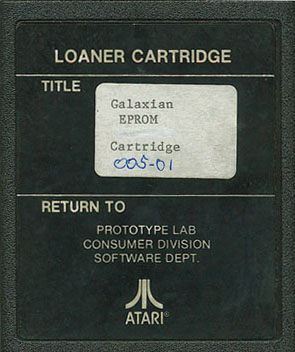 LOANER CARTRIDGE
TITLE
Galaxian
EPROM
Cartridge
005-01
RETURN TO
PROTOTYPE LAB
CONSUMER DIVISION
SOFTWARE DEPT.
ATARI®